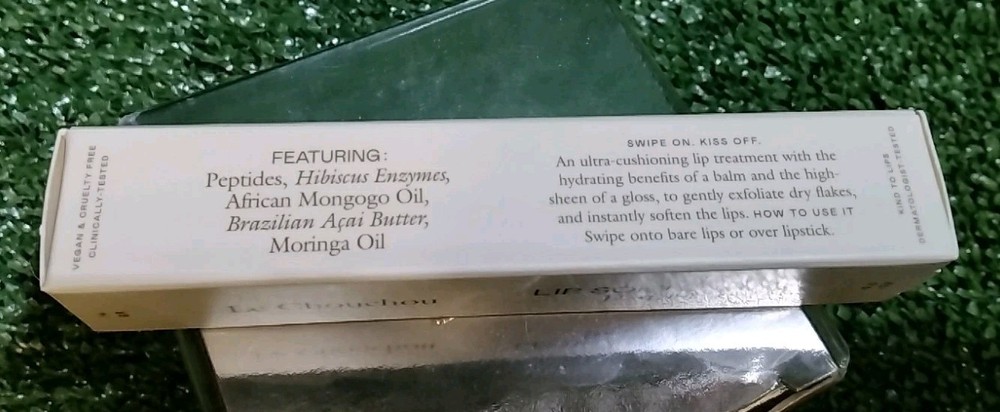 VEGAN & CRUELTY FREE
CLINICALLY-TESTED
FEATURING:
Peptides, Hibiscus Enzymes,
African Mongogo Oil,
Brazilian Açai Butter,
Moringa Oil
SWIPE ON. KISS OFF.
An ultra-cushioning lip treatment with the
hydrating benefits of a balm and the high-
sheen of a gloss, to gently exfoliate dry flakes,
and instantly soften the lips. HOW TO USE IT
Swipe onto bare lips or over lipstick.
KIND TO LIPS
DERMATOLOGIST-TESTED
Le Chouchou
LIP